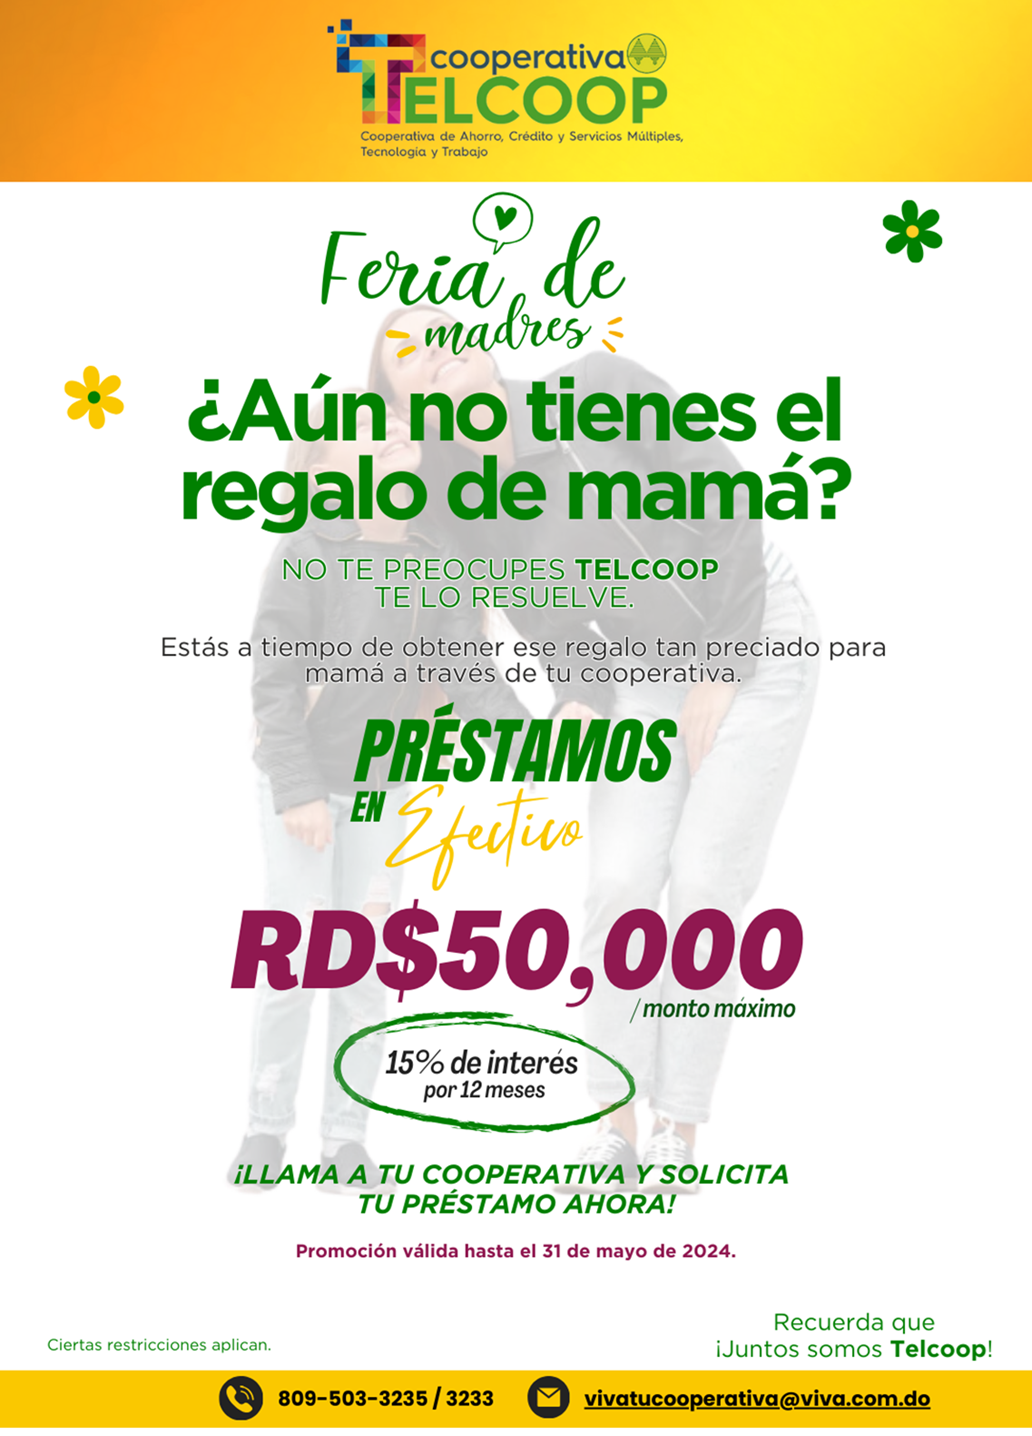 cooperativa
TELCOOP
Cooperativa de Ahorro, Crédito y Servicios Múltiples,
Tecnología y Trabajo
Feria de
madres
¿Aún no tienes el
regalo de mamá?
NO TE PREOCUPES TELCOOP
TE LO RESUELVE.
Estás a tiempo de obtener ese regalo tan preciado para
mamá a través de tu cooperativa.
PRÉSTAMOS
EN Efectivo
RD$50,000
/monto máximo
15% de interés
por 12 meses
¡LLAMA A TU COOPERATIVA Y SOLICITA
TU PRÉSTAMO AHORA!
Promoción válida hasta el 31 de mayo de 2024.
Recuerda que
¡Juntos somos Telcoop!
Ciertas restricciones aplican.
809-503-3235 / 3233
vivatucooperativa@viva.com.do